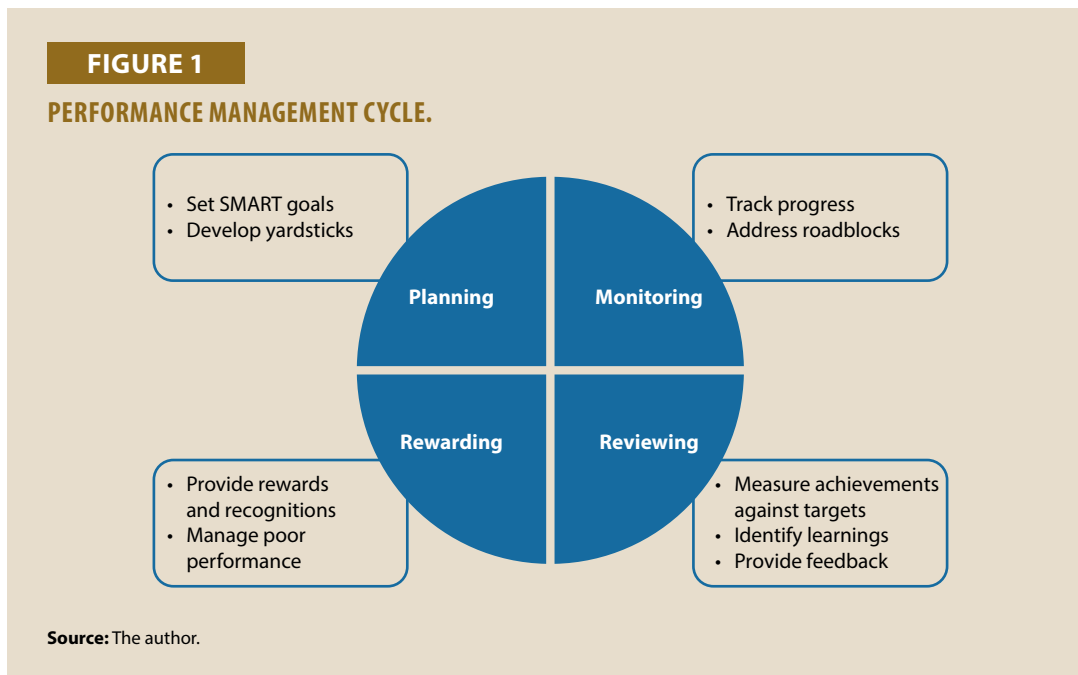 FIGURE 1
PERFORMANCE MANAGEMENT CYCLE.
• Set SMART goals
• Develop yardsticks
• Track progress
• Address roadblocks
Planning
Monitoring
Rewarding
Reviewing
• Provide rewards
and recognitions
• Manage poor
performance
• Measure achievements
against targets
• Identify learnings
• Provide feedback
Source: The author.